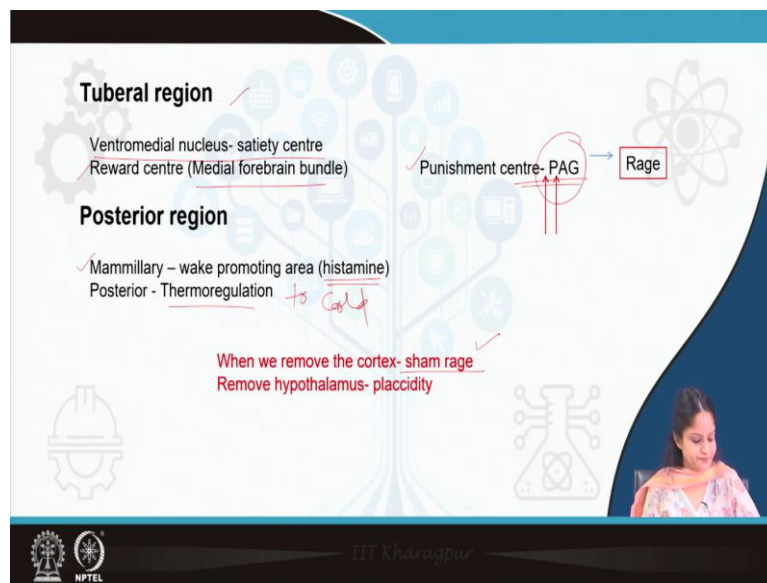 Tuberal region
Ventromedial nucleus- satiety centre
Reward centre (Medial forebrain bundle)
Punishment centre- PAG
Rage
Posterior region
Mammillary – wake promoting area (histamine)
Posterior - Thermoregulation to Cold
When we remove the cortex- sham rage
Remove hypothalamus- placcidity
IIT Kharagpur
NPTEL